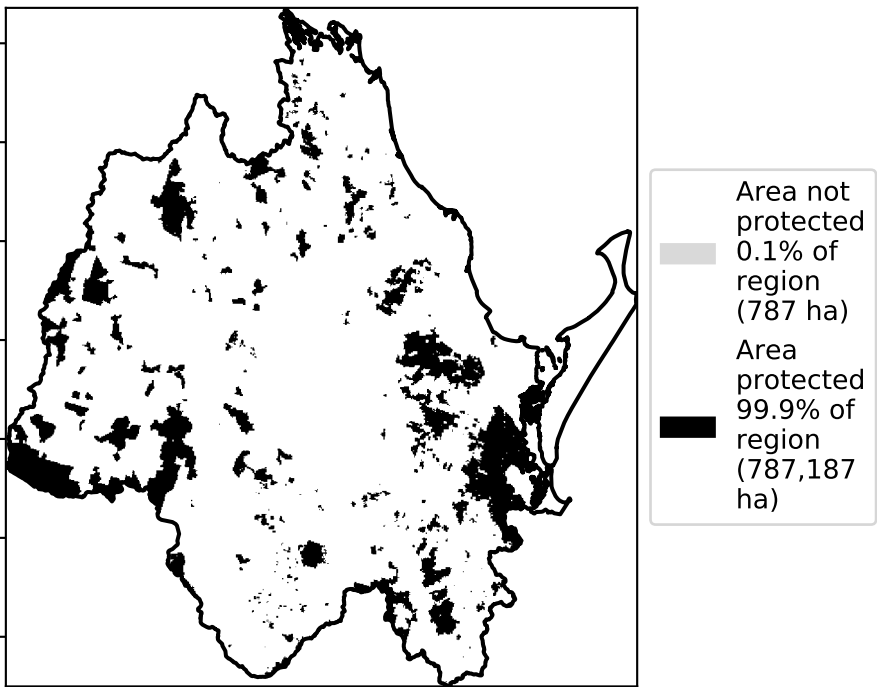 Area not
protected
0.1% of
region
(787 ha)
Area
protected
99.9% of
region
(787,187
ha)